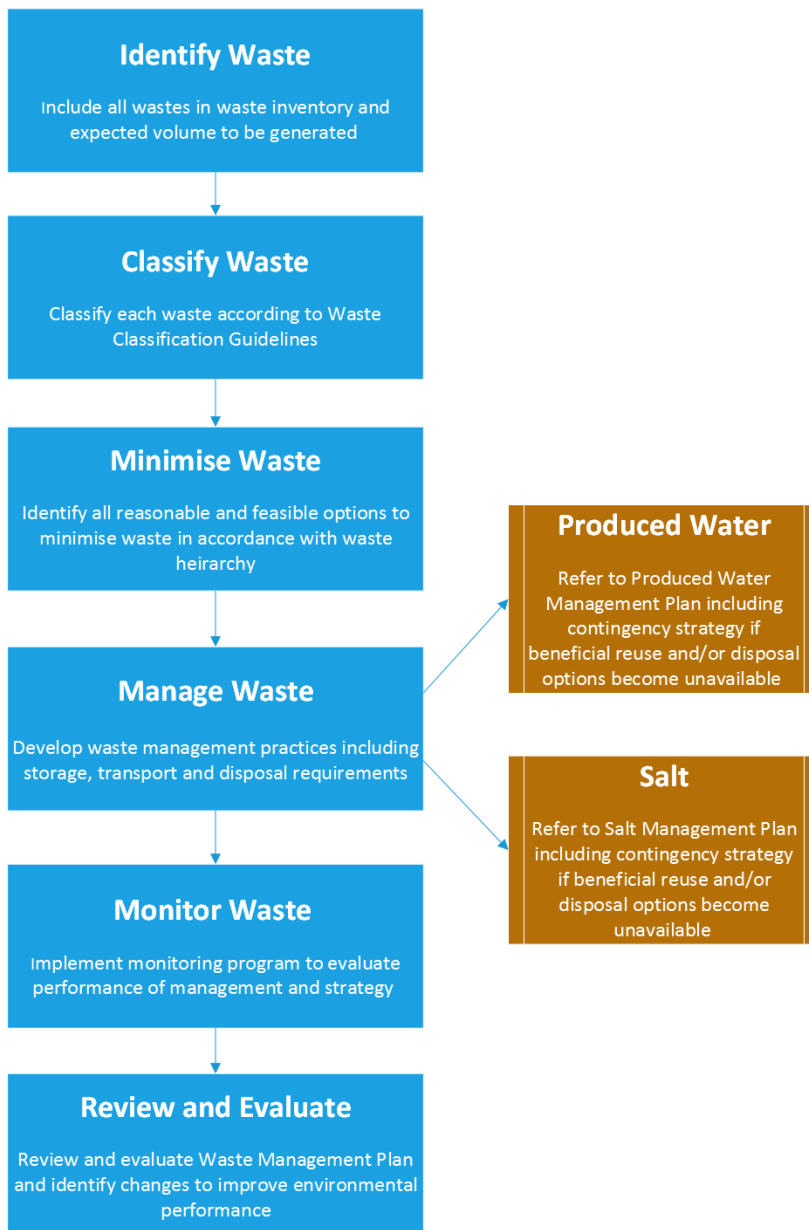 Identify Waste
Include all wastes in waste inventory and
expected volume to be generated
Classify Waste
Classify each waste according to Waste
Classification Guidelines
Minimise Waste
Identify all reasonable and feasible options to
minimise waste in accordance with waste
heirarchy
Manage Waste
Develop waste management practices including
storage, transport and disposal requirements
Produced Water
Refer to Produced Water
Management Plan including
contingency strategy if
beneficial reuse and/or disposal
options become unavailable
Salt
Refer to Salt Management Plan
including contingency strategy
if beneficial reuse and/or
disposal options become
unavailable
Monitor Waste
Implement monitoring program to evaluate
performance of management and strategy
Review and Evaluate
Review and evaluate Waste Management Plan
and identify changes to improve environmental
performance